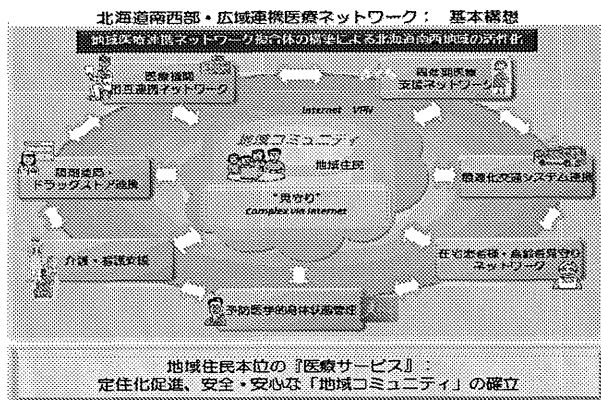 北海道南西部・広域連携医療ネットワーク： 基本構想
地域医療連携ネットワーク統合体の構築による北海道南西地域の活性化
医療機関
相互連携ネットワーク
周産期医療
支援ネットワーク
Internet VPN
地域コミュニティ
地域住民
調剤薬局・
ドラッグストア連携
最適化交通システム連携
"見守り"
Complex via Internet
介護・看護支援
在宅患者様・高齢者見守り
ネットワーク
予防医学的身体状態管理
地域住民本位の『医療サービス』：
定住化促進、安全・安心な「地域コミュニティ」の確立